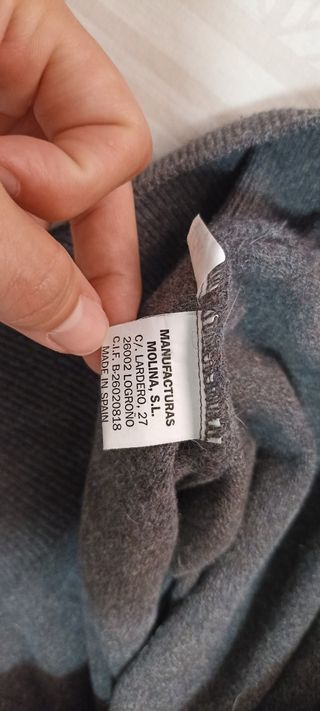 MANUFACTURAS
MOLINA, S.L.
C/. LARDERO, 27
26002 LOGROÑO
C.I.F. B-26020818
MADE IN SPAIN